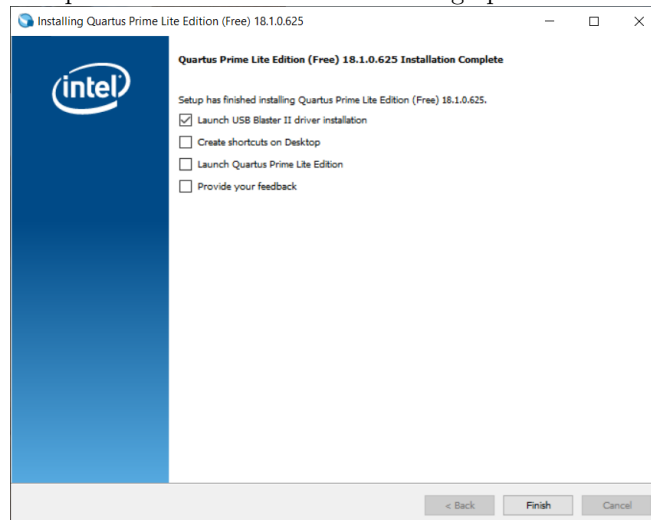 Installing Quartus Prime Lite Edition (Free) 18.1.0.625
intel
Quartus Prime Lite Edition (Free) 18.1.0.625 Installation Complete
Setup has finished installing Quartus Prime Lite Edition (Free) 18.1.0.625.
Launch USB Blaster II driver installation
Create shortcuts on Desktop
Launch Quartus Prime Lite Edition
Provide your feedback
< Back Finish Cancel